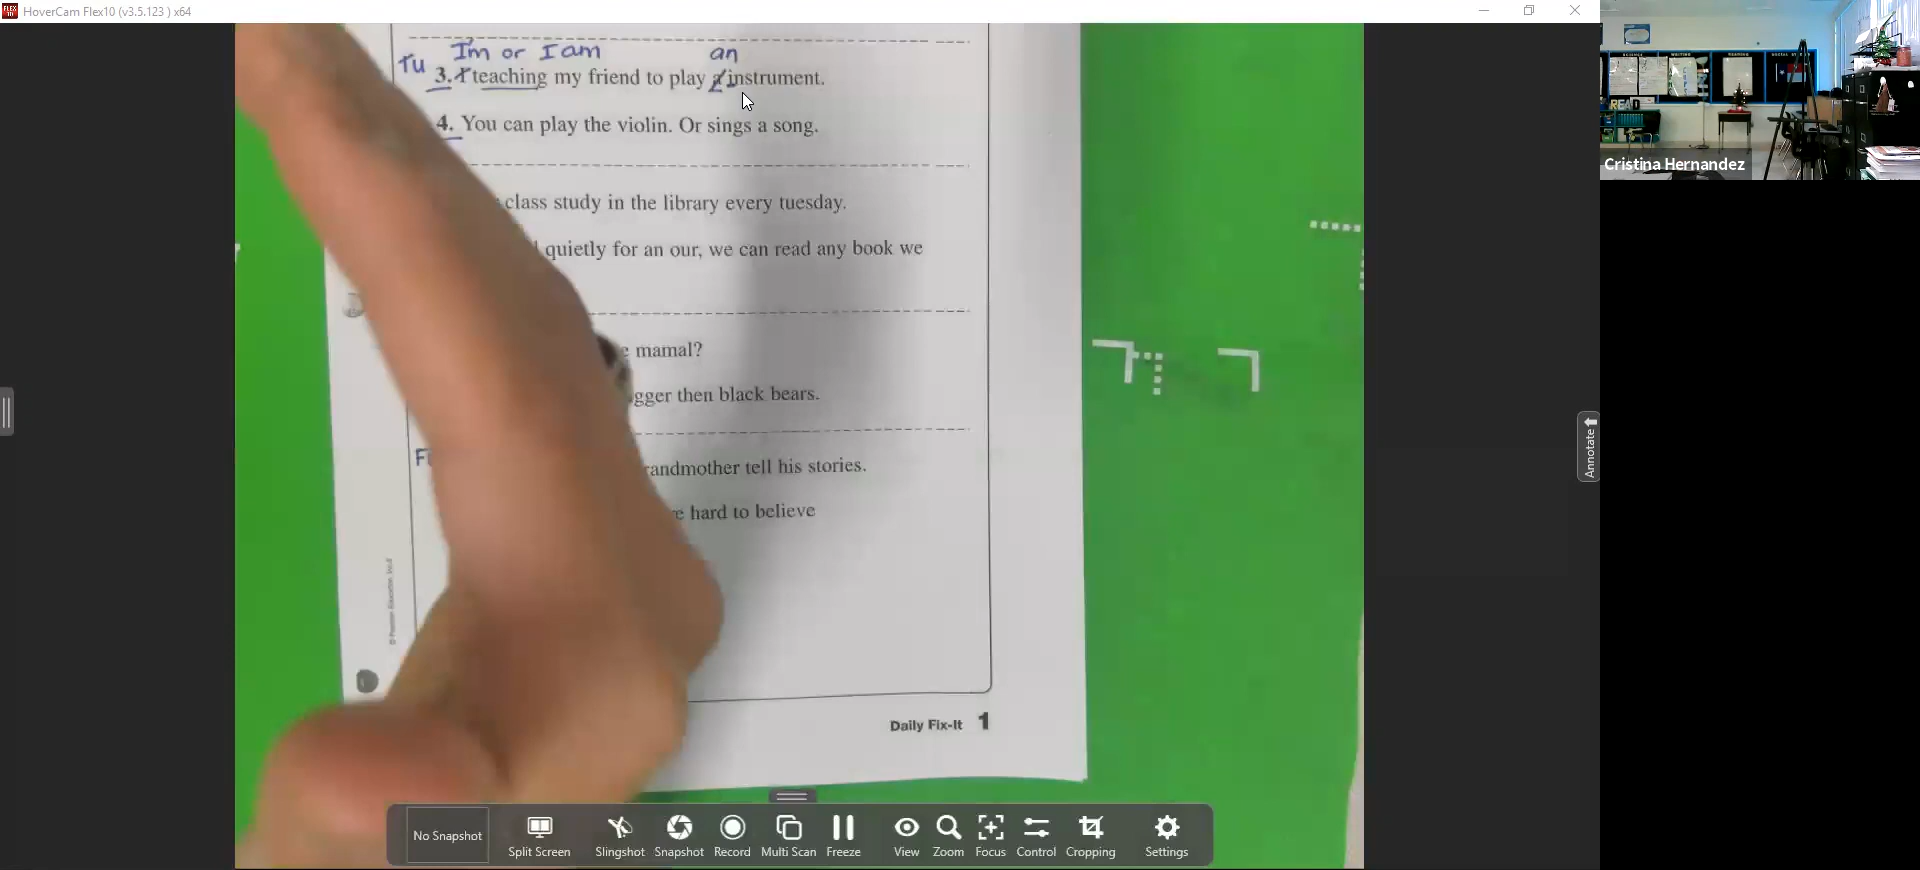 HoverCam Flex10 (v3.5.123 ) x64
Tu I'm or I am an
3. I teaching my friend to play a instrument.
4. You can play the violin. Or sings a song.
class study in the library every tuesday.
quietly for an our, we can read any book we
mamal?
then black bears.
tell his stories.
hard to believe
Daily Fix-It 1
Cristina Hernandez
READ
Annotate
No Snapshot
Split Screen
Slingshot
Snapshot
Record
Multi Scan
Freeze
View
Zoom
Focus
Control
Cropping
Settings